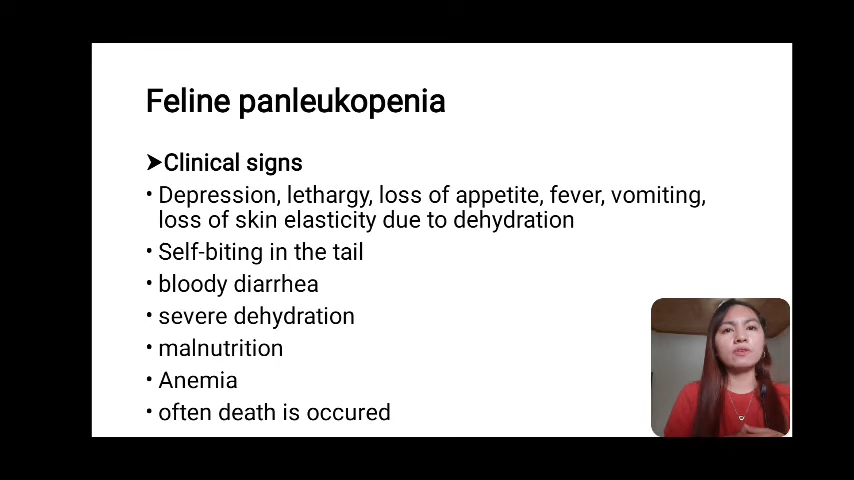 Feline panleukopenia
➤Clinical signs
• Depression, lethargy, loss of appetite, fever, vomiting,
loss of skin elasticity due to dehydration
• Self-biting in the tail
• bloody diarrhea
• severe dehydration
• malnutrition
• Anemia
• often death is occured